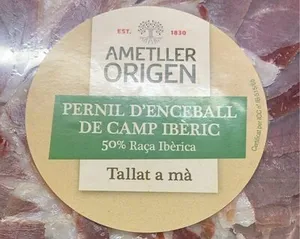 EST. 1830
AMETLLER
ORIGEN
PERNIL D'ENCEBALL
DE CAMP IBÈRIC
50% Raça Ibèrica
Tallat a mà